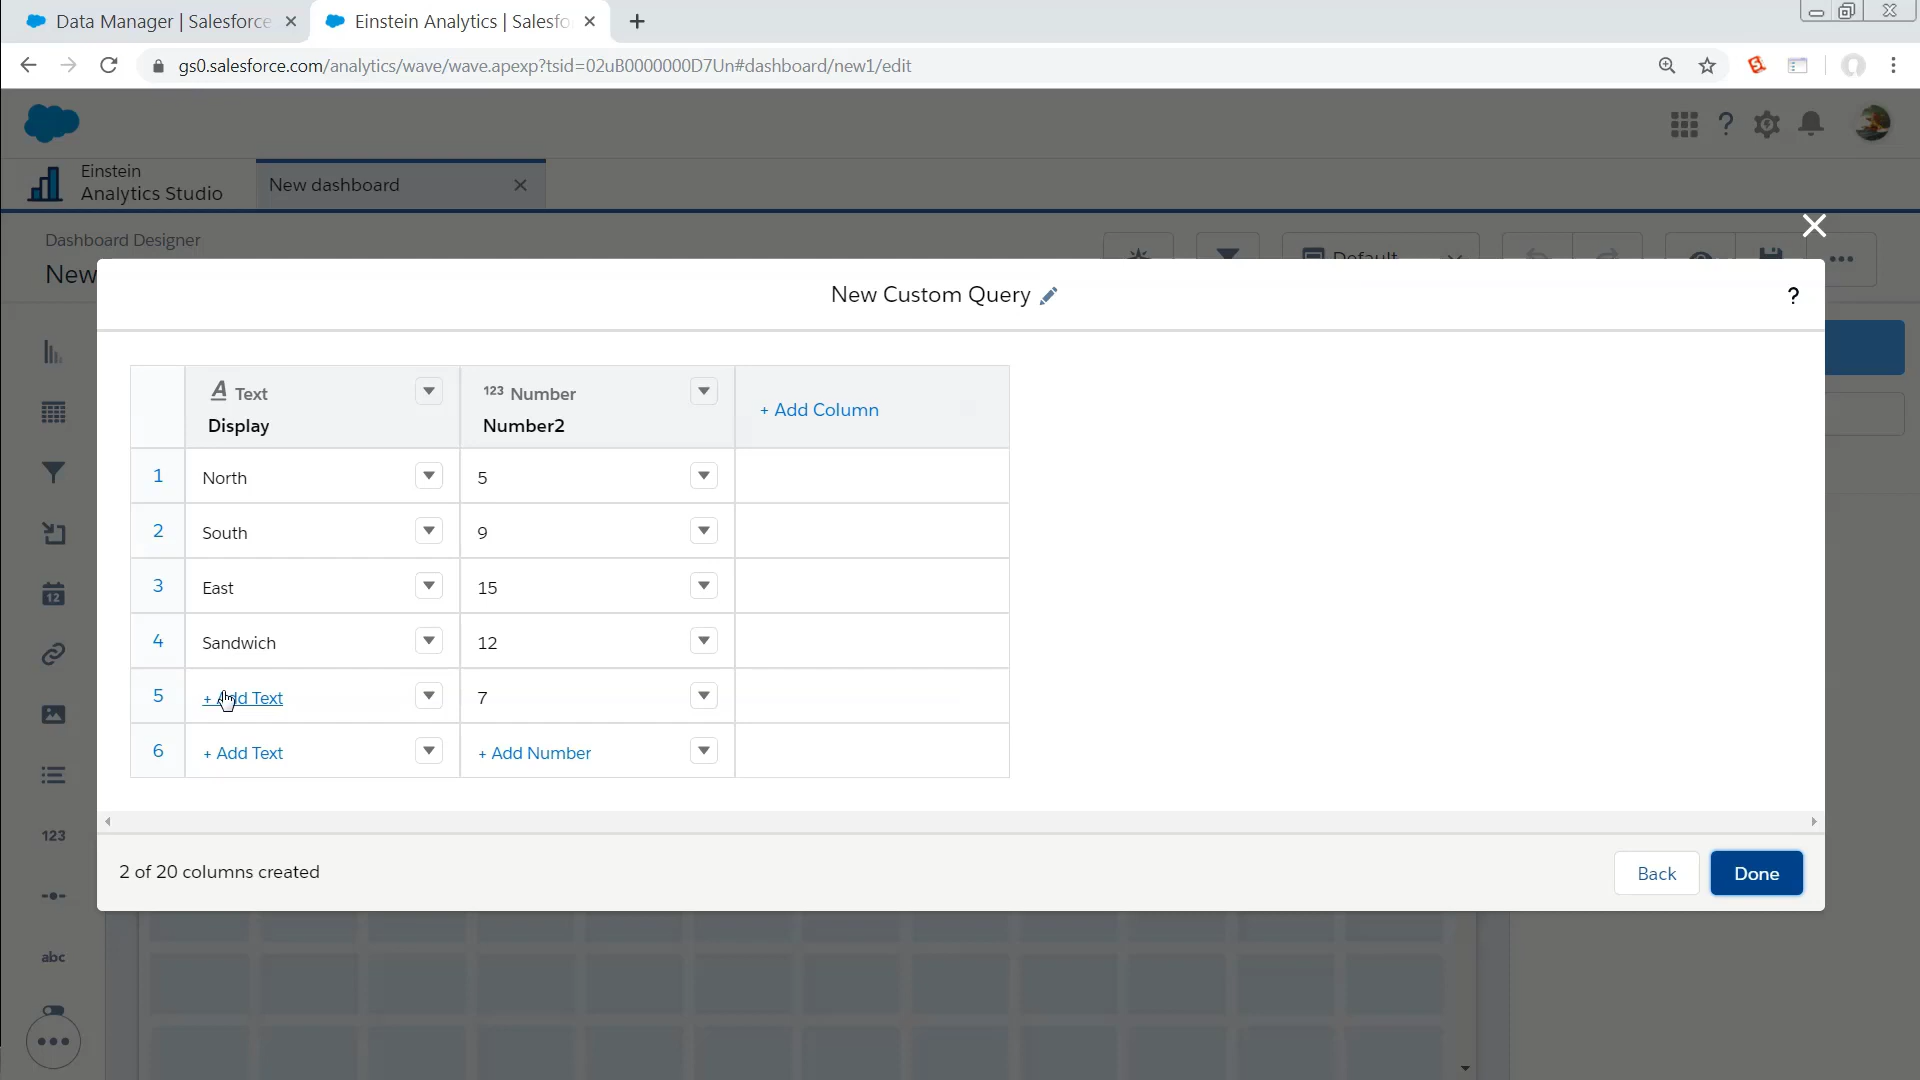 Data Manager | Salesforce
Einstein Analytics | Salesfo
gs0.salesforce.com/analytics/wave/wave.apexp?tsid=02uB0000000D7Un#dashboard/new1/edit
Einstein
Analytics Studio
New dashboard
Dashboard Designer
New
Default
New Custom Query
?
Text
Display
123 Number
Number2
+ Add Column
1 North 5
2 South 9
3 East 15
4 Sandwich 12
5 + Add Text 7
6 + Add Text + Add Number
12
123
abc
2 of 20 columns created
Back
Done